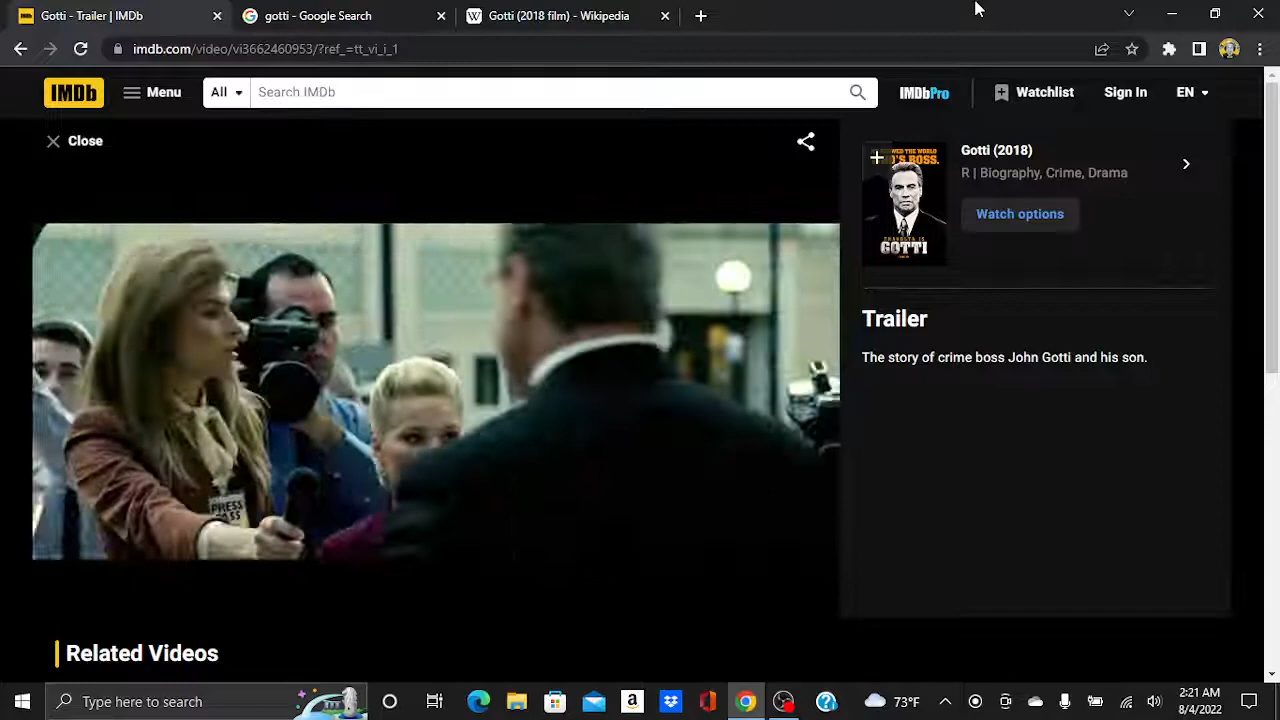 Gotti - Trailer | IMDb
gotti - Google Search
Gotti (2018 film) - Wikipedia
imdb.com/video/vi3662460953/?ref_=tt_vi_i_1
IMDb Menu All Search IMDb IMDbPro Watchlist Sign In EN
Close
Gotti (2018)
R | Biography, Crime, Drama
Watch options
GOTTI
Trailer
The story of crime boss John Gotti and his son.
PRESS
PASS
Related Videos
Type here to search
73°F
2:21 AM
8/4/2022